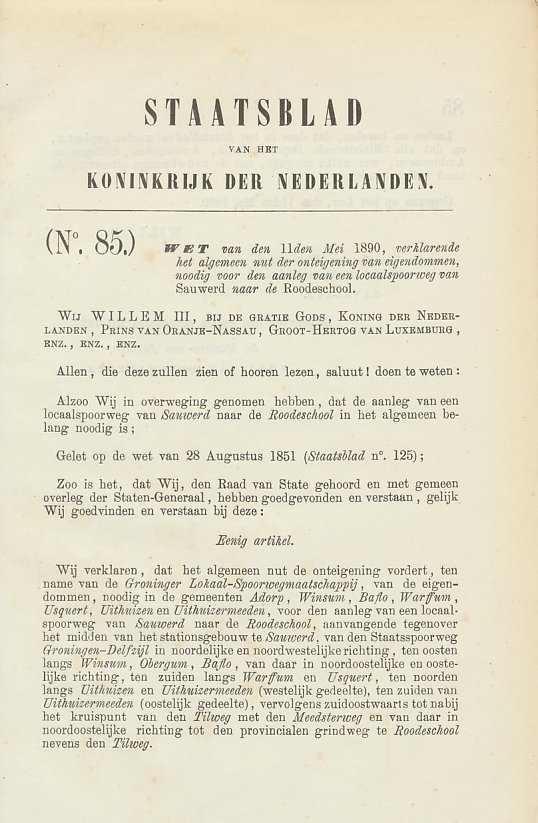 STAATSBLAD
VAN HET
KONINKRIJK DER NEDERLANDEN.
(N°. 85.) WET van den 11den Mei 1890, verklarende
het algemeen nut der onteigening van eigendommen,
noodig voor den aanleg van een locaalspoorweg van
Sauwerd naar de Roodeschool.
Wij WILLEM III, bij de gratie Gods, Koning der Neder-
landen, Prins van Oranje-Nassau, Groot-Hertog van Luxemburg,
enz., enz., enz.
Allen, die deze zullen zien of hooren lezen, saluut! doen te weten:
Alzoo Wij in overweging genomen hebben, dat de aanleg van een
locaalspoorweg van Sauwerd naar de Roodeschool in het algemeen be-
lang noodig is;
Gelet op de wet van 28 Augustus 1851 (Staatsblad n°. 125);
Zoo is het, dat Wij, den Raad van State gehoord en met gemeen
overleg der Staten-Generaal, hebben goedgevonden en verstaan, gelijk
Wij goedvinden en verstaan bij deze:
Eenig artikel.
Wij verklaren, dat het algemeen nut de onteigening vordert, ten
name van de Groninger Lokaal-Spoorwegmaatschappij, van de eigen-
dommen, noodig in de gemeenten Adorp, Winsum, Baflo, Warffum,
Usquert, Uithuizen en Uithuizermeeden, voor den aanleg van een locaal-
spoorweg van Sauwerd naar de Roodeschool, aanvangende tegenover
het midden van het stationsgebouw te Sauwerd, van den Staatsspoorweg
Groningen-Delfzijl in noordelijke en noordwestelijke richting, ten oosten
langs Winsum, Obergum, Baflo, van daar in noordoostelijke en ooste-
lijke richting, ten zuiden langs Warffum en Usquert, ten noorden
langs Uithuizen en Uithuizermeeden (westelijk gedeelte), ten zuiden van
Uithuizermeeden (oostelijk gedeelte), vervolgens zuidoostwaarts tot nabij
het kruispunt van den Tilweg met den Meedsterweg en van daar in
noordoostelijke richting tot den provincialen grindweg te Roodeschool
nevens den Tilweg.